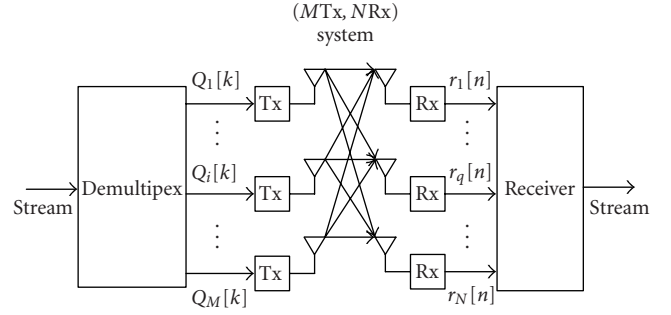 (MTx, NRx)
system
Q1[k]
Tx
Rx
r1[n]
⋮
⋮
Stream
Demultipex
Qi[k]
Tx
Rx
rq[n]
Receiver
Stream
⋮
⋮
QM[k]
Tx
Rx
rN[n]